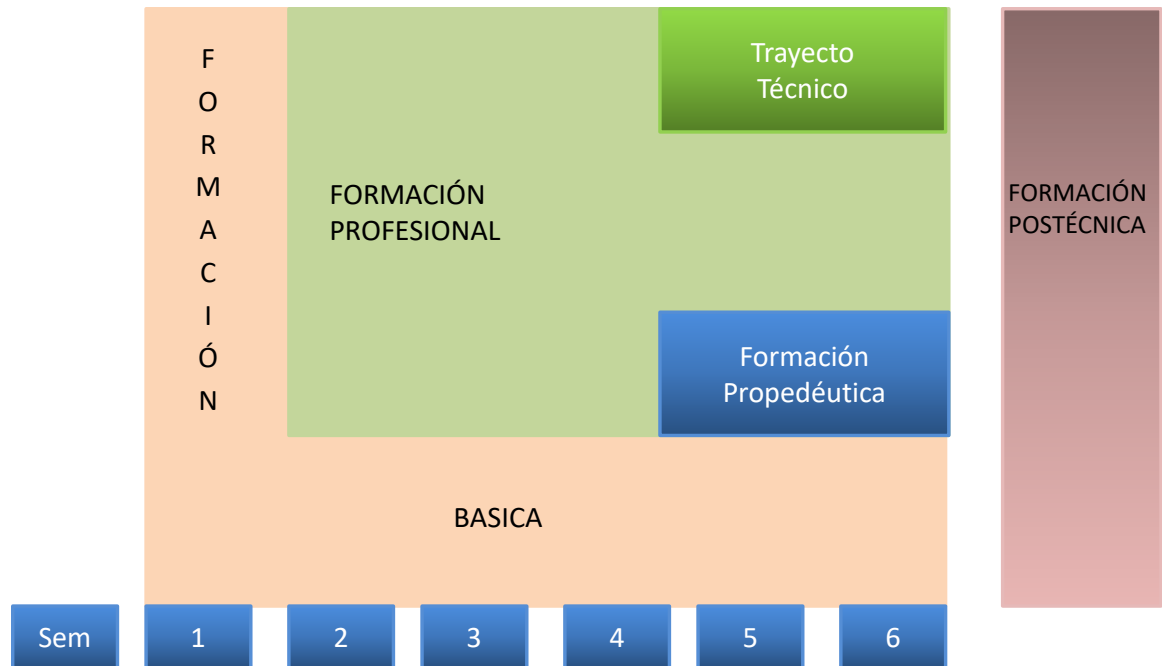 F
O
R
M
A
C
I
Ó
N
FORMACIÓN
PROFESIONAL
Trayecto
Técnico
Formación
Propedéutica
BASICA
FORMACIÓN
POSTÉCNICA
Sem 1 2 3 4 5 6